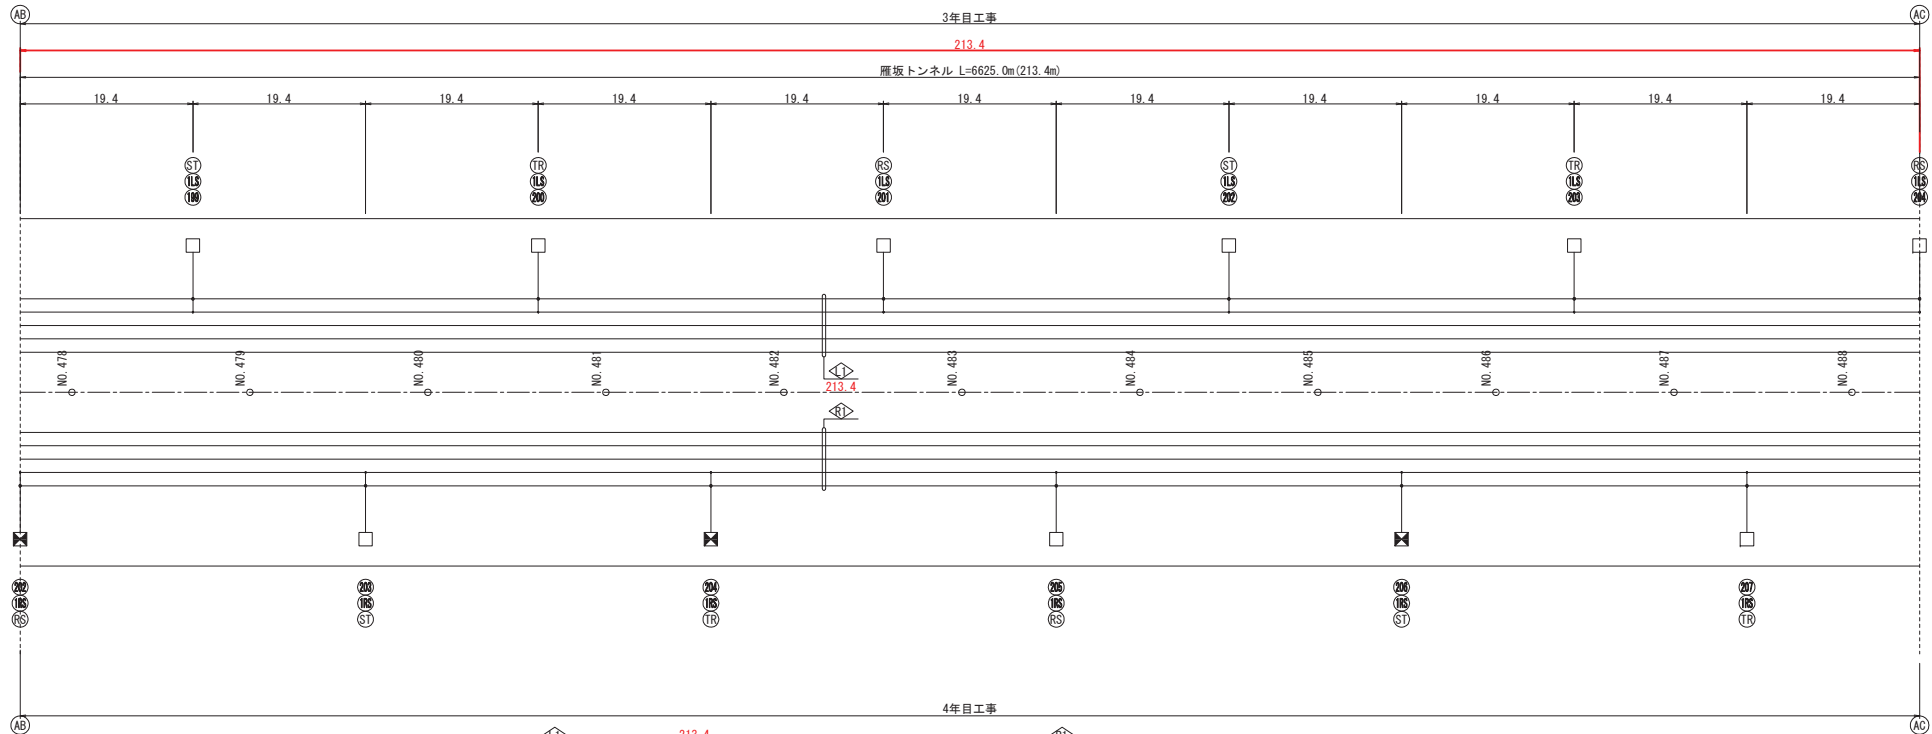 AB AC
3年目工事
213.4
雁坂トンネル L=6625.0m(213.4m)
19.4 19.4 19.4 19.4 19.4 19.4 19.4 19.4 19.4 19.4 19.4
ST TR RS ST TR RS
1LS 1LS 1LS 1LS 1LS 1LS
199 200 201 202 203 204
NO.478 NO.479 NO.480 NO.481 NO.482 NO.483 NO.484 NO.485 NO.486 NO.487 NO.488
L1
213.4
R1
202 203 204 205 206 207
1RS 1RS 1RS 1RS 1RS 1RS
RS ST TR RS ST TR
4年目工事
AB AC